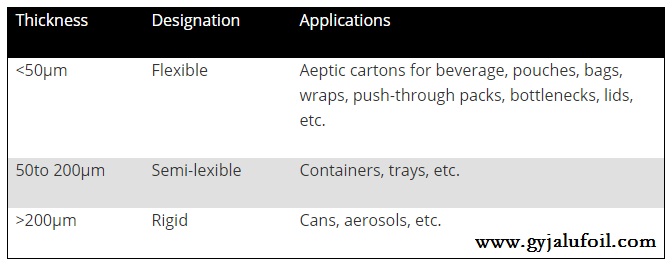 Thickness Designation Applications
<50µm Flexible Aeptic cartons for beverage, pouches, bags,
wraps, push-through packs, bottlenecks, lids,
etc.
50to 200µm Semi-lexible Containers, trays, etc.
>200µm Rigid Cans, aerosols, etc.
www.gyjalufoil.com